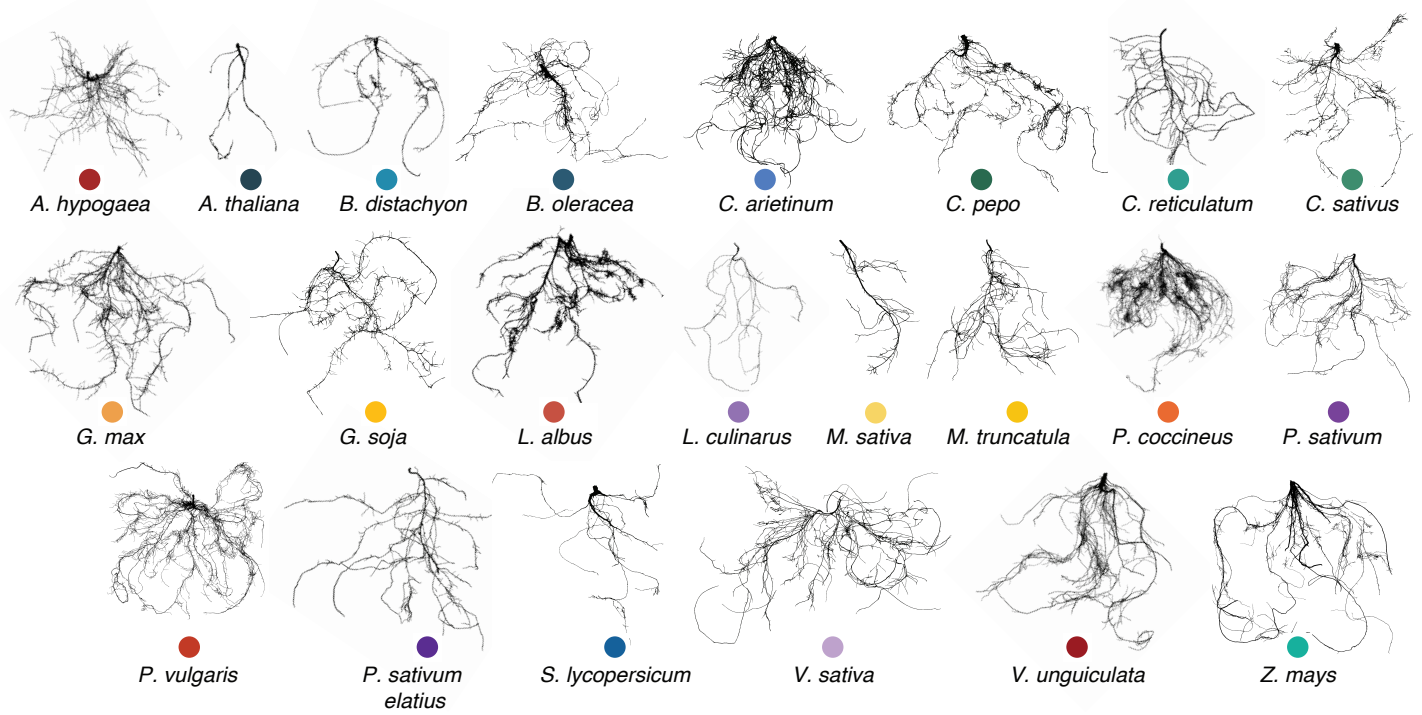 A. hypogaea
A. thaliana
B. distachyon
B. oleracea
C. arietinum
C. pepo
C. reticulatum
C. sativus
G. max
G. soja
L. albus
L. culinarus
M. sativa
M. truncatula
P. coccineus
P. sativum
P. vulgaris
P. sativum
elatius
S. lycopersicum
V. sativa
V. unguiculata
Z. mays